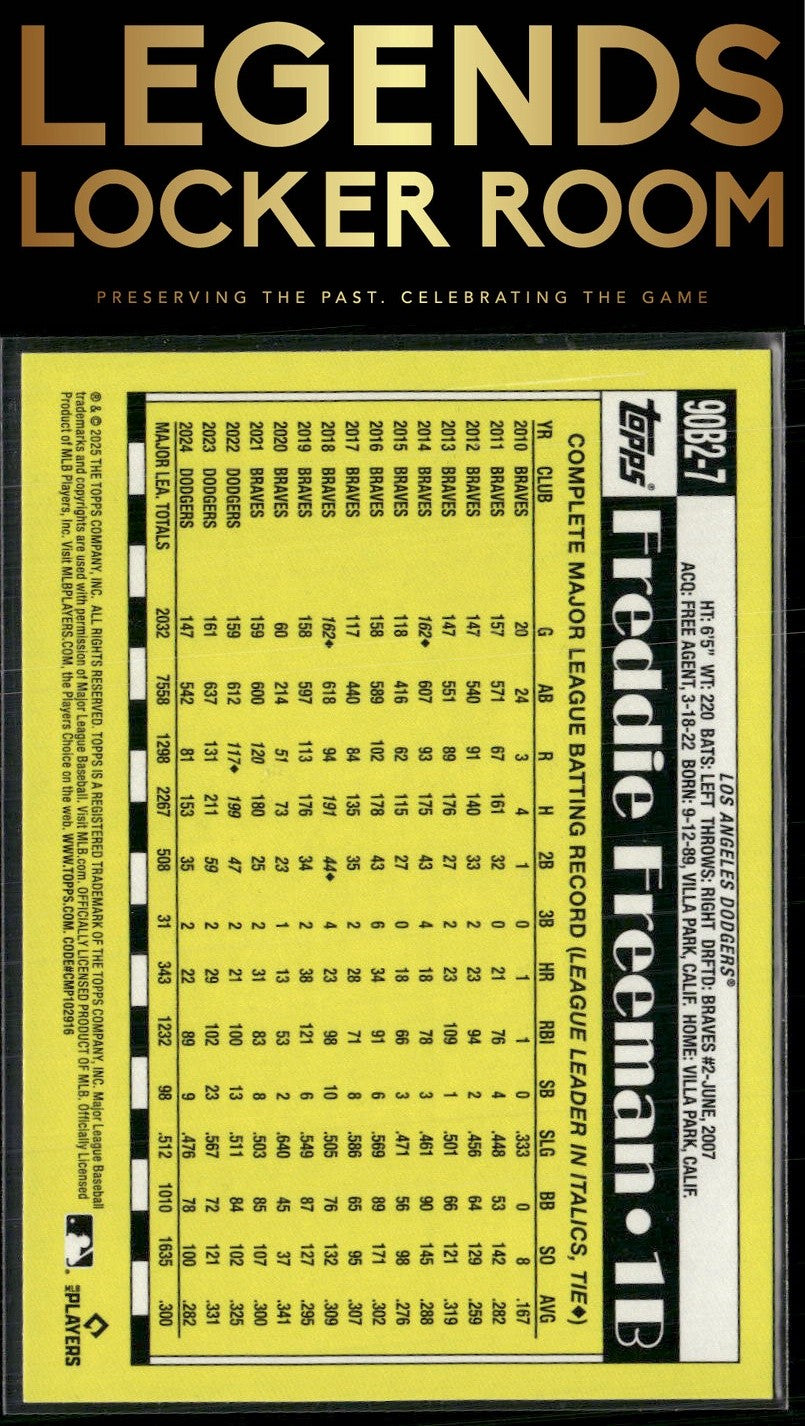 LEGENDS
LOCKER ROOM
PRESERVING THE PAST. CELEBRATING THE GAME
90B2-7
LOS ANGELES DODGERS®
HT: 6'5" WT: 220 BATS: LEFT THROWS: RIGHT DRFTD: BRAVES #2-JUNE, 2007
ACQ: FREE AGENT, 3-18-22 BORN: 9-12-89, VILLA PARK, CALIF. HOME: VILLA PARK, CALIF.
topps® Freddie Freeman • 1B
COMPLETE MAJOR LEAGUE BATTING RECORD (LEAGUE LEADER IN ITALICS, TIE♦)
YR CLUB G AB R H 2B 3B HR RBI SB SLG BB SO AVG
2010 BRAVES 20 24 3 4 1 0 1 1 0 .333 0 8 .167
2011 BRAVES 157 571 67 161 32 0 21 76 4 .448 53 142 .282
2012 BRAVES 147 540 91 140 33 2 23 94 2 .456 64 129 .259
2013 BRAVES 147 551 89 176 27 2 23 109 1 .501 66 121 .319
2014 BRAVES 162♦ 607 93 175 43 4 18 78 3 .461 90 145 .288
2015 BRAVES 118 416 62 115 27 0 18 66 3 .471 56 98 .276
2016 BRAVES 158 589 102 178 43 6 34 91 6 .569 89 171 .302
2017 BRAVES 117 440 84 135 35 2 28 71 8 .586 65 95 .307
2018 BRAVES 162♦ 618 94 191 44♦ 4 23 98 10 .505 76 132 .309
2019 BRAVES 158 597 113 176 34 2 38 121 6 .549 87 127 .295
2020 BRAVES 60 214 51 73 23 1 13 53 2 .640 45 37 .341
2021 BRAVES 159 600 120 180 25 2 31 83 8 .503 85 107 .300
2022 DODGERS 159 612 117♦ 199 47 2 21 100 13 .511 84 102 .325
2023 DODGERS 161 637 131 211 59 2 29 102 23 .567 72 121 .331
2024 DODGERS 147 542 81 153 35 2 22 89 9 .476 78 100 .282
MAJOR LEA. TOTALS 2032 7558 1298 2267 508 31 343 1232 98 .512 1010 1635 .300
® & © 2025 THE TOPPS COMPANY, INC. ALL RIGHTS RESERVED. TOPPS IS A REGISTERED TRADEMARK OF THE TOPPS COMPANY, INC. Major League Baseball
trademarks and copyrights are used with permission of Major League Baseball. Visit MLB.com. OFFICIALLY LICENSED PRODUCT OF MLB. Officially Licensed
Product of MLB Players, Inc. Visit MLBPLAYERS.COM, the Players Choice on the web. WWW.TOPPS.COM. CODE#CMP102916
MLB PLAYERS